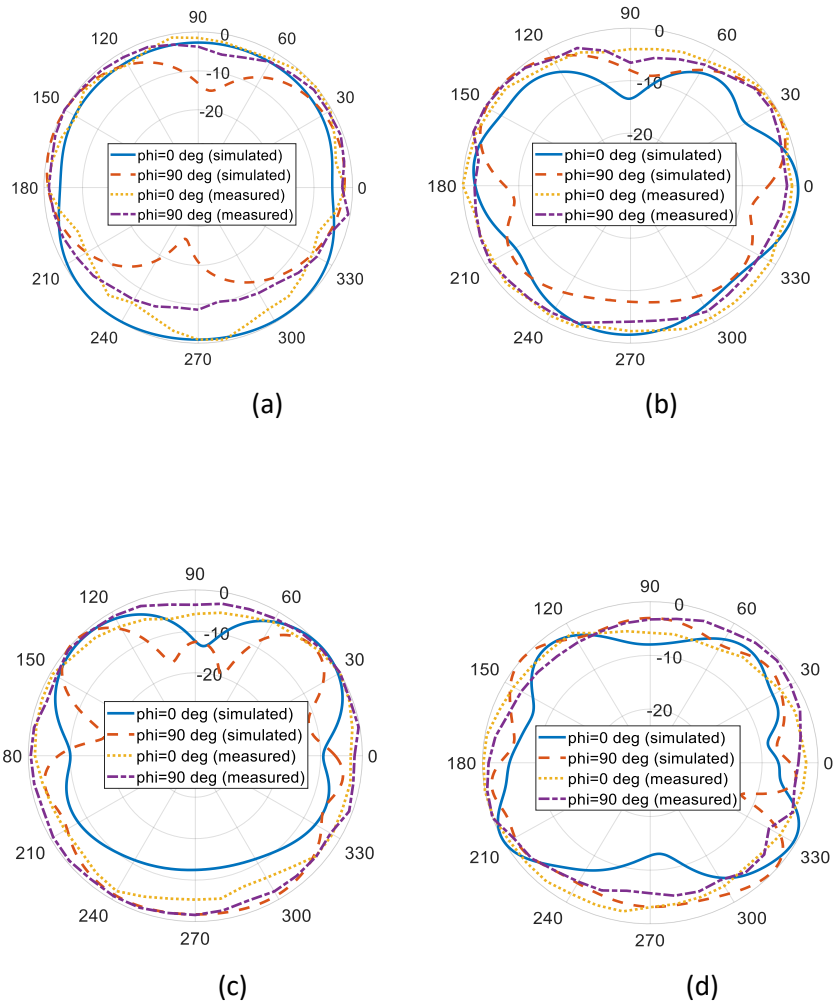 90
120 0 60
-10
150 30
-20
phi=0 deg (simulated)
phi=90 deg (simulated)
phi=0 deg (measured)
phi=90 deg (measured)
180 0
210 330
240 300
270
(a)
90
120 0 60
-10
150 30
-20
phi=0 deg (simulated)
phi=90 deg (simulated)
phi=0 deg (measured)
phi=90 deg (measured)
180 0
210 330
240 300
270
(b)
90
120 0 60
-10
150 30
-20
phi=0 deg (simulated)
phi=90 deg (simulated)
phi=0 deg (measured)
phi=90 deg (measured)
80 0
210 330
240 300
270
(c)
90
120 0 60
-10
150 30
-20
phi=0 deg (simulated)
phi=90 deg (simulated)
phi=0 deg (measured)
phi=90 deg (measured)
180 0
210 330
240 300
270
(d)